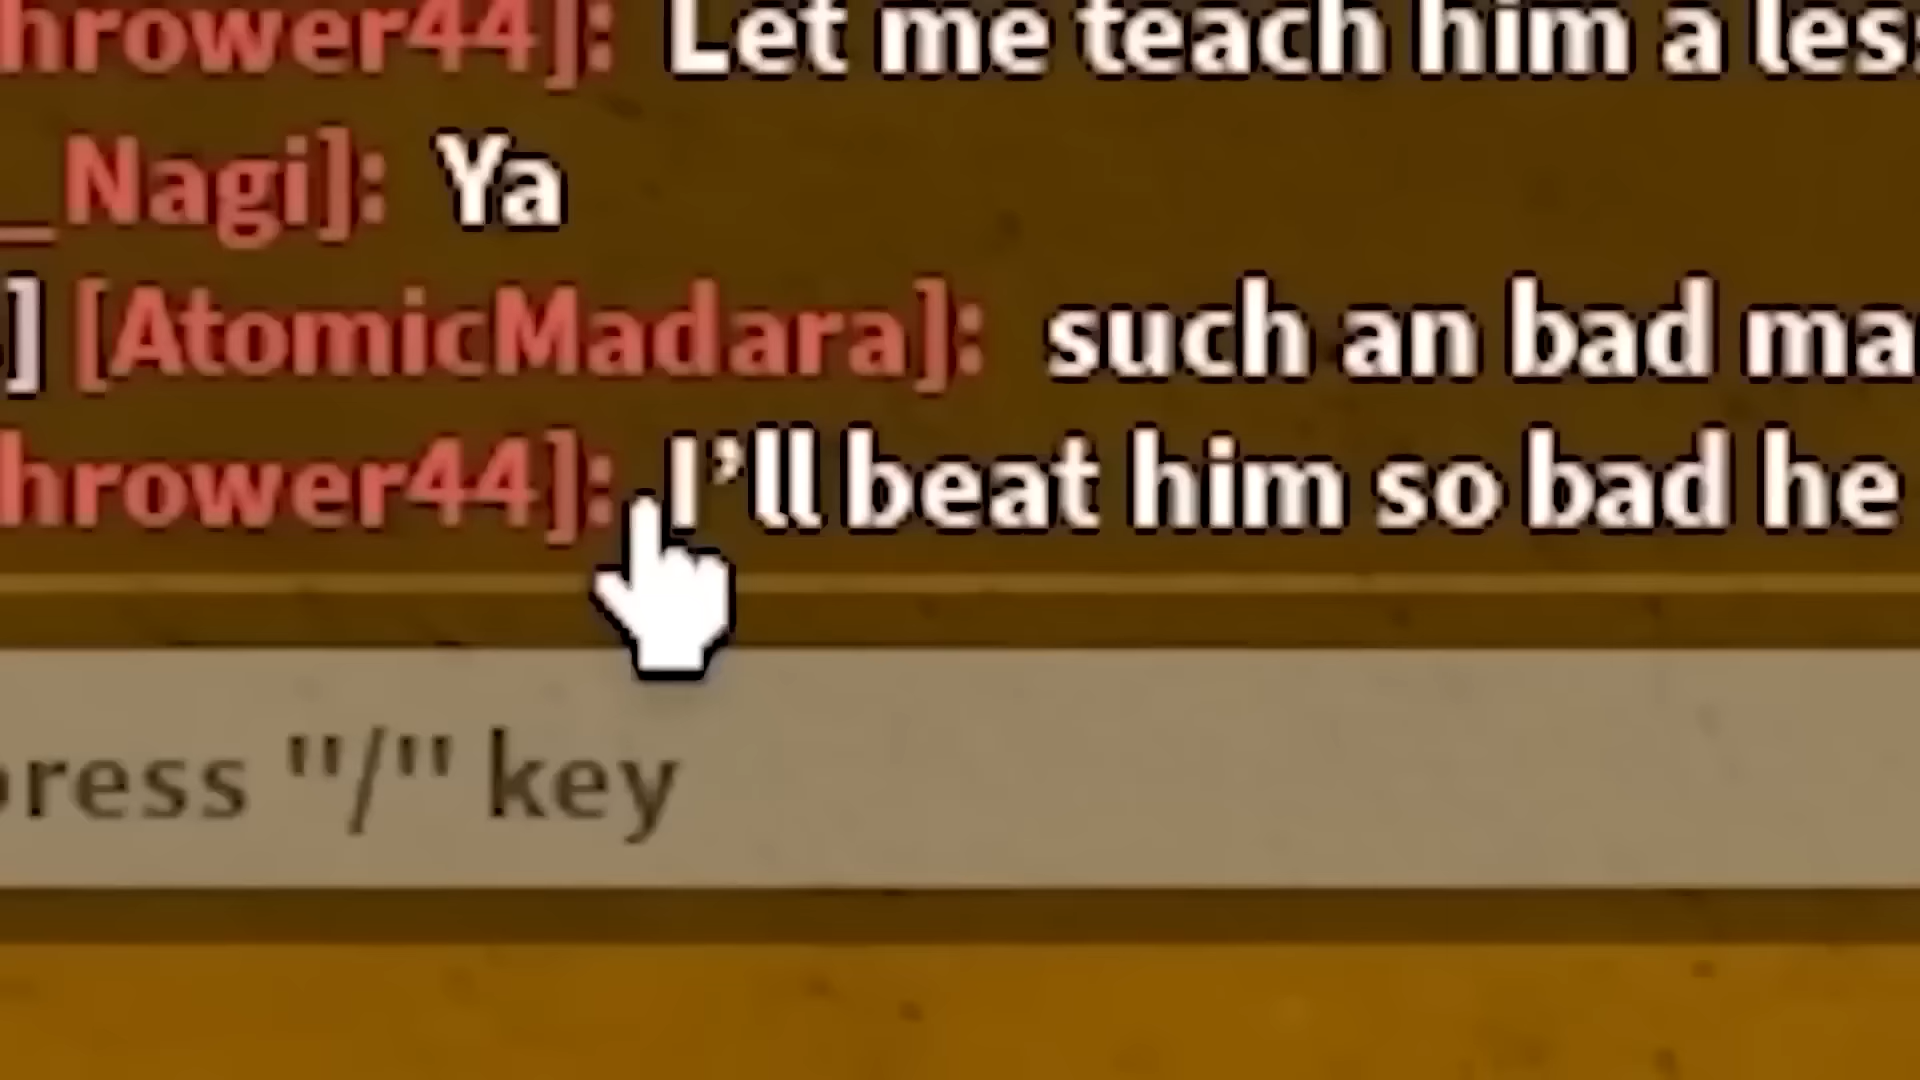 hrower44]: Let me teach him a les
_Nagi]: Ya
] [AtomicMadara]: such an bad ma
hrower44]: I’ll beat him so bad he
press "/" key